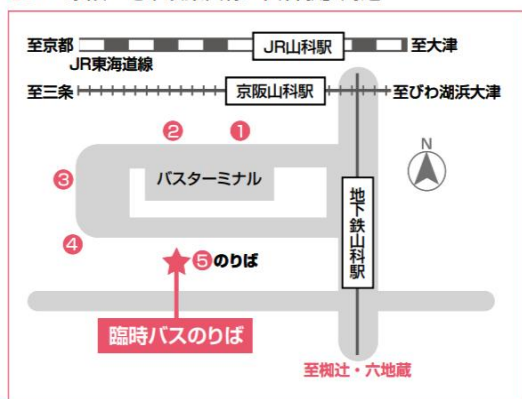 至京都
JR山科駅
至大津
JR東海道線
至三条
京阪山科駅
至びわ湖浜大津
②
①
N
③
バスターミナル
地下鉄山科駅
④
⑤のりば
臨時バスのりば
至椥辻・六地蔵